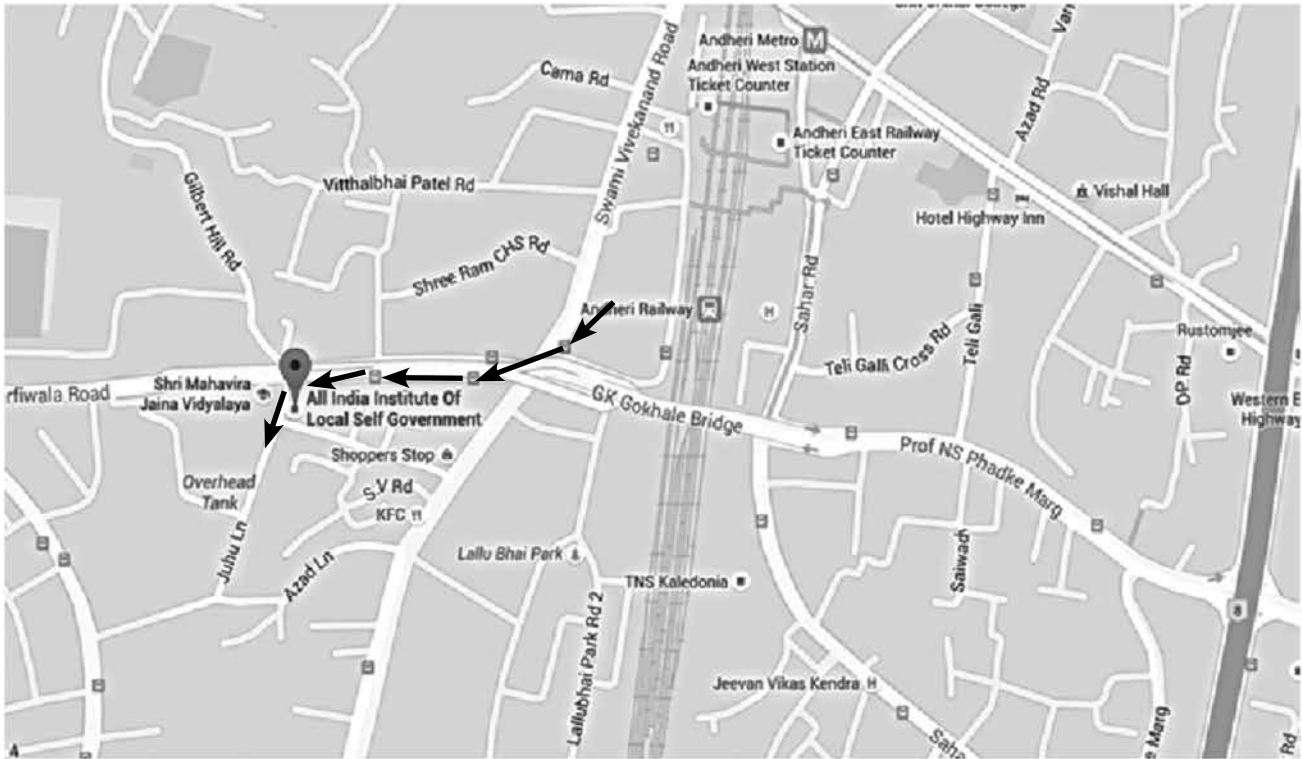 Andheri Metro
M
Andheri West Station
Ticket Counter
Cama Rd
Swami Vivekanand Road
Azad Rd
Andheri East Railway
Ticket Counter
Vitthalbhai Patel Rd
Vishal Hall
Hotel Highway Inn
Gilbert Hill Rd
Shree Ram CHS Rd
Sahar Rd
Andheri Railway
H
Teli Gali
Rustomjee
Teli Galli Cross Rd
DP Rd
Shri Mahavira
Jaina Vidyalaya
rfiwala Road
All India Institute Of
Local Self Government
GK Gokhale Bridge
Western E
Highway
Prof NS Phadke Marg
Shoppers Stop
Overhead
Tank
S.V Rd
KFC
Juhu Ln
Azad Ln
Lallu Bhai Park
TNS Kaledonia
Saiwadi
8
Lallubhai Park Rd 2
Jeevan Vikas Kendra H
Saha
e Marg
Rd